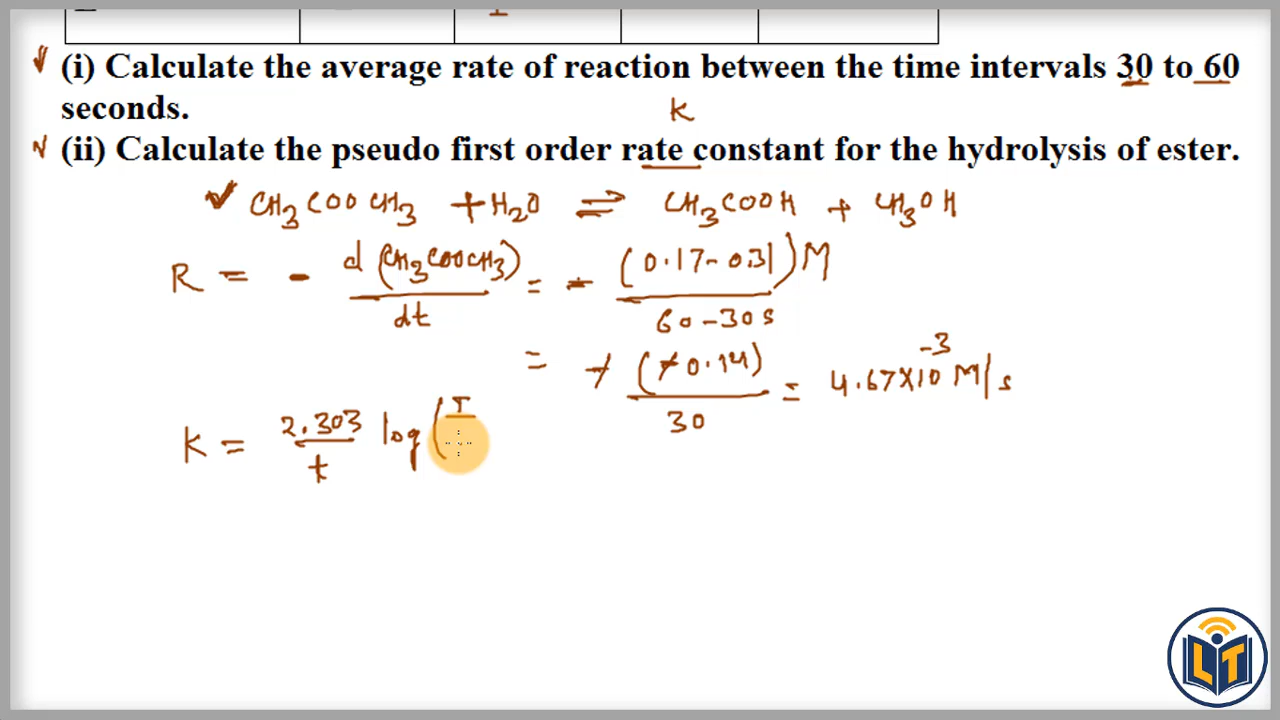 (i) Calculate the average rate of reaction between the time intervals 30 to 60
seconds.
K
(ii) Calculate the pseudo first order rate constant for the hydrolysis of ester.
CH3COOCH3 + H2O ⇌ CH3COOH + CH3OH
R = - d(CH3COOCH3)/dt = - (0.17-0.31)M/60-30s
= + (-0.14)/30 = 4.67×10^-3 M/s
K = 2.303/t log(
LT